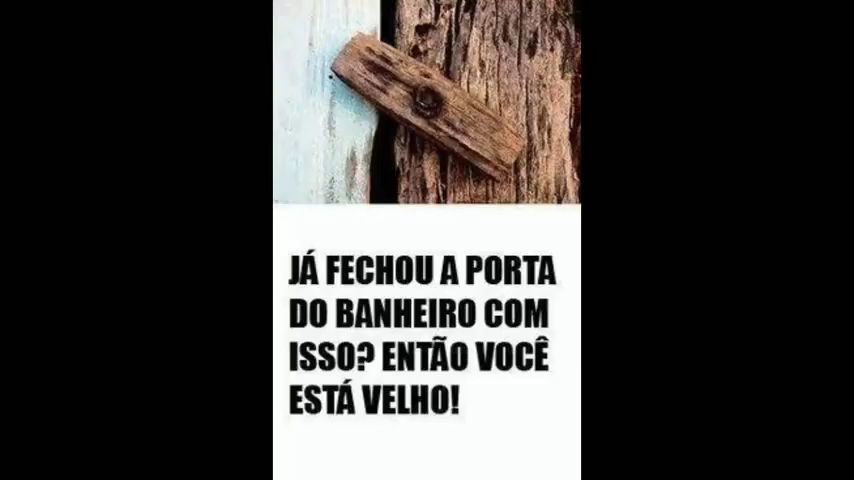 JÁ FECHOU A PORTA
DO BANHEIRO COM
ISSO? ENTÃO VOCÊ
ESTÁ VELHO!